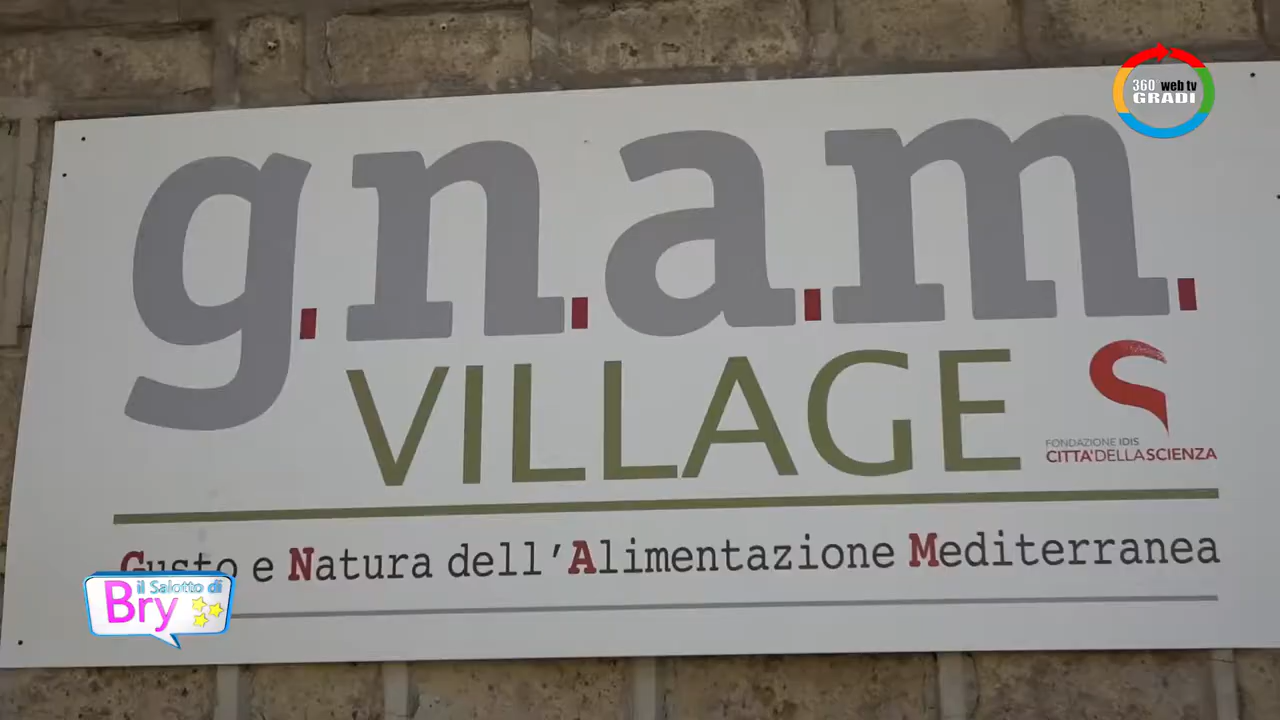 360 web tv
GRADI
g.n.a.m.
VILLAGE
FONDAZIONE IDIS
CITTA'DELLASCIENZA
Gusto e Natura dell'Alimentazione Mediterranea
il Salotto di
Bry